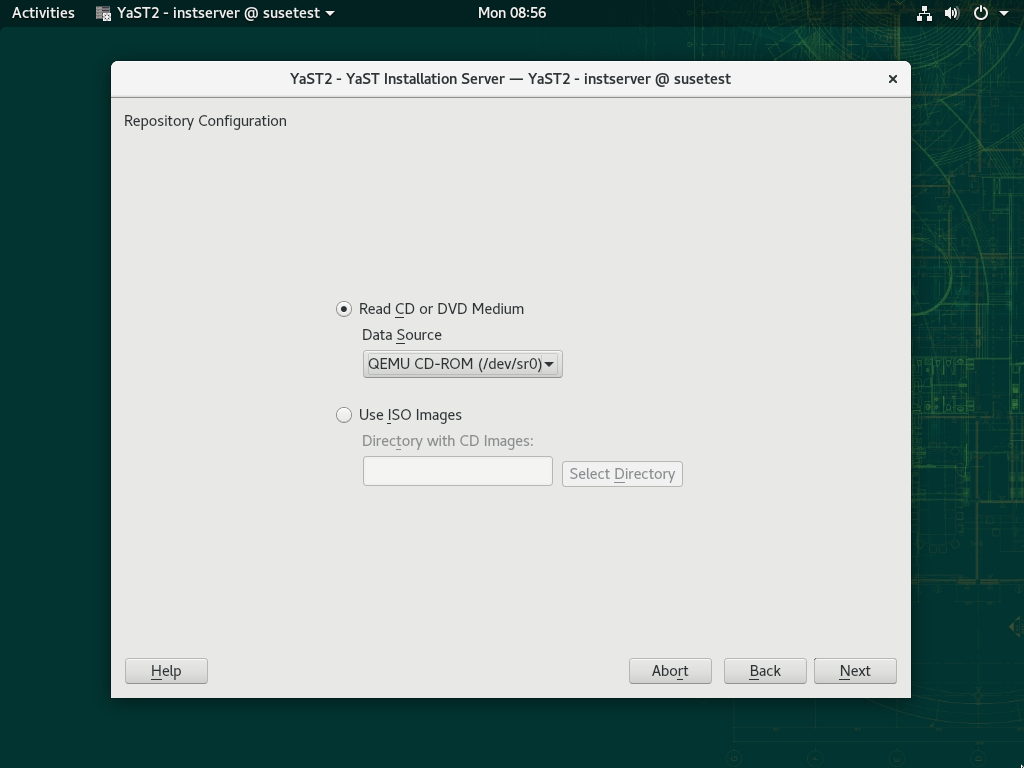 Activities YaST2 - instserver @ susetest Mon 08:56
YaST2 - YaST Installation Server — YaST2 - instserver @ susetest
Repository Configuration
Read CD or DVD Medium
Data Source
QEMU CD-ROM (/dev/sr0)
Use ISO Images
Directory with CD Images:
Select Directory
Help Abort Back Next